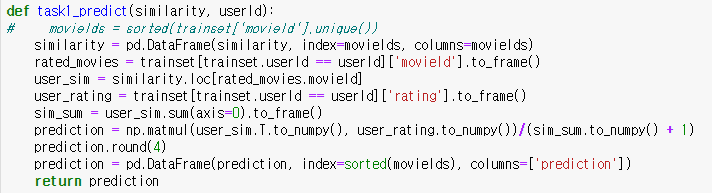 def task1_predict(similarity, userId):
#     movieIds = sorted(trainset['movieId'].unique())
    similarity = pd.DataFrame(similarity, index=movieIds, columns=movieIds)
    rated_movies = trainset[trainset.userId == userId]['movieId'].to_frame()
    user_sim = similarity.loc[rated_movies.movieId]
    user_rating = trainset[trainset.userId == userId]['rating'].to_frame()
    sim_sum = user_sim.sum(axis=0).to_frame()
    prediction = np.matmul(user_sim.T.to_numpy(), user_rating.to_numpy())/(sim_sum.to_numpy() + 1)
    prediction.round(4)
    prediction = pd.DataFrame(prediction, index=sorted(movieIds), columns=['prediction'])
    return prediction